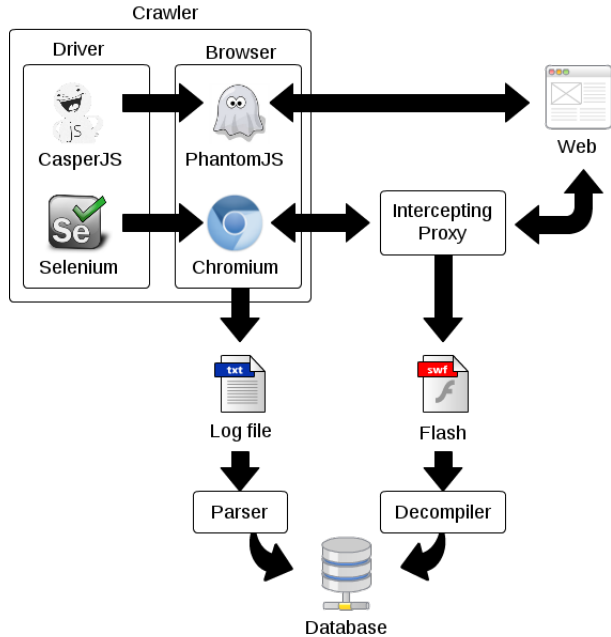 Crawler
Driver
Browser
JS
CasperJS
PhantomJS
Web
Se
Selenium
Chromium
Intercepting
Proxy
txt
swf
Log file
Flash
Parser
Decompiler
Database